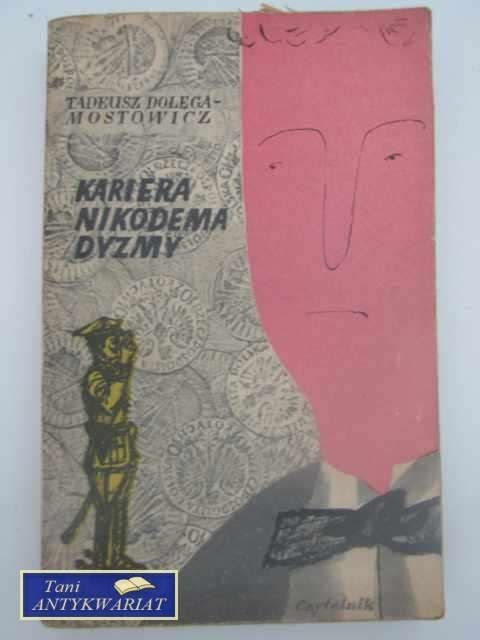 TADEUSZ DOŁĘGA-
MOSTOWICZ
KARIERA
NIKODEMA
DYZMY
Czytelnik
Tani
ANTYKWARIAT